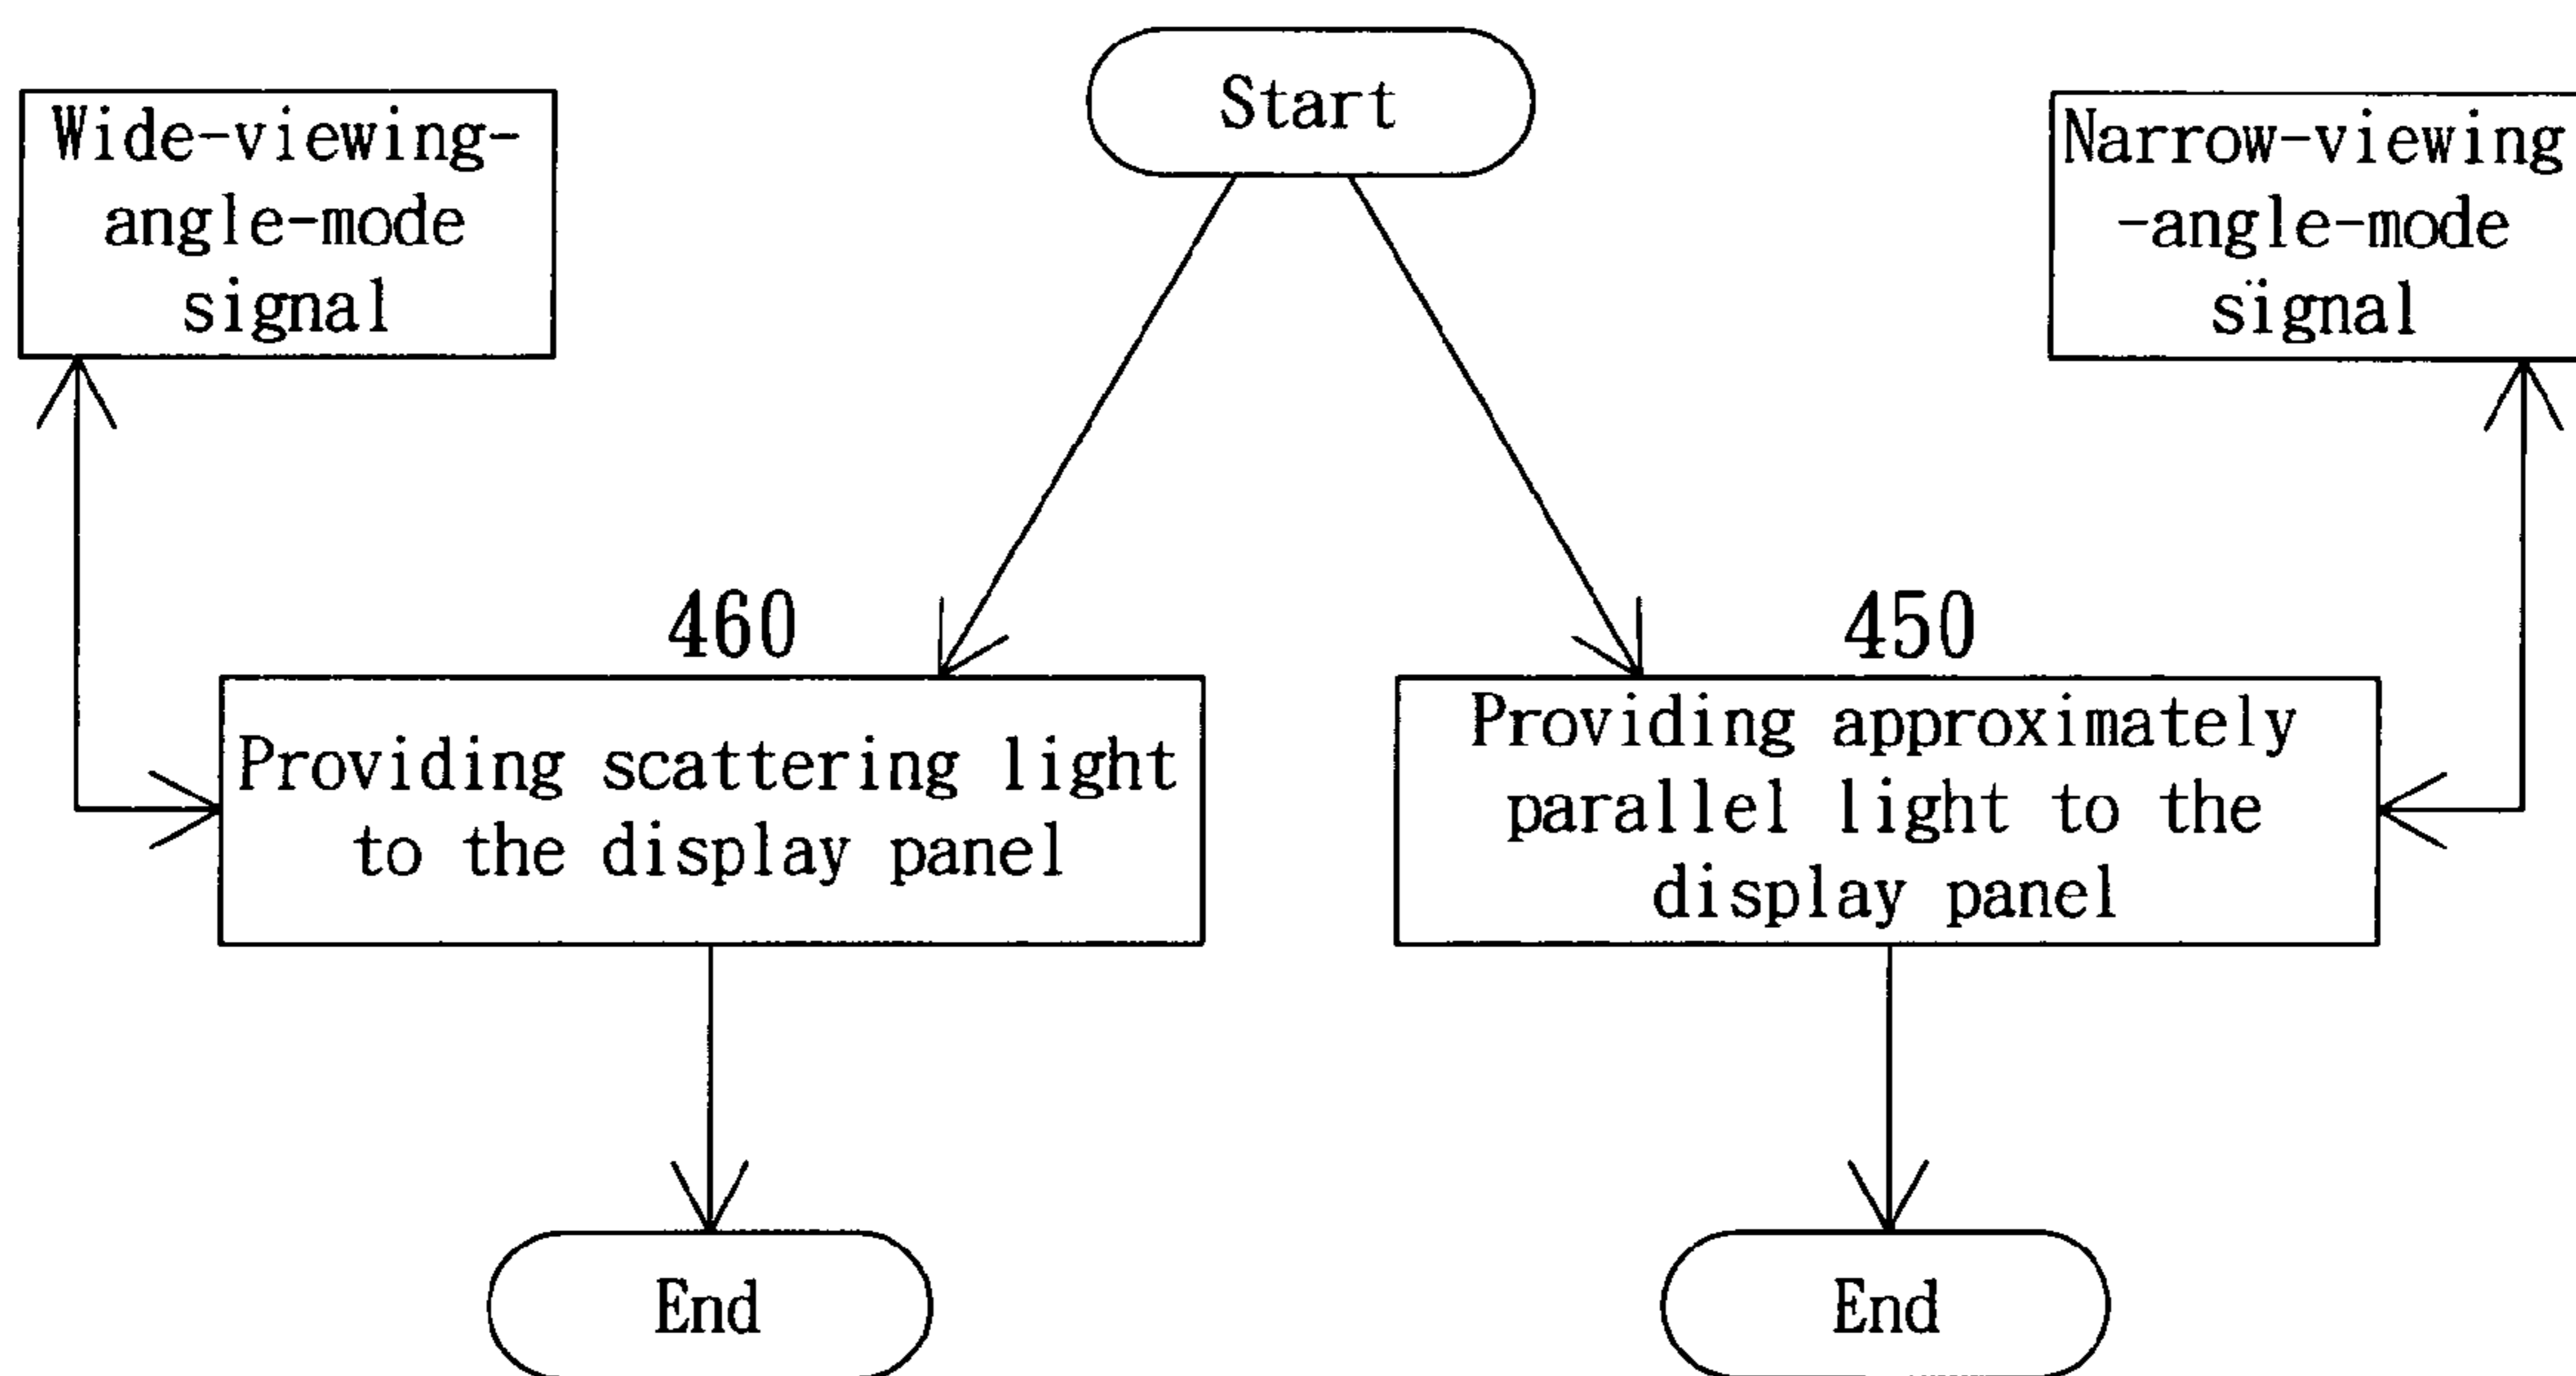 Start
Wide-viewing-
angle-mode
signal
Narrow-viewing
-angle-mode
signal
460
450
Providing scattering light
to the display panel
Providing approximately
parallel light to the
display panel
End
End